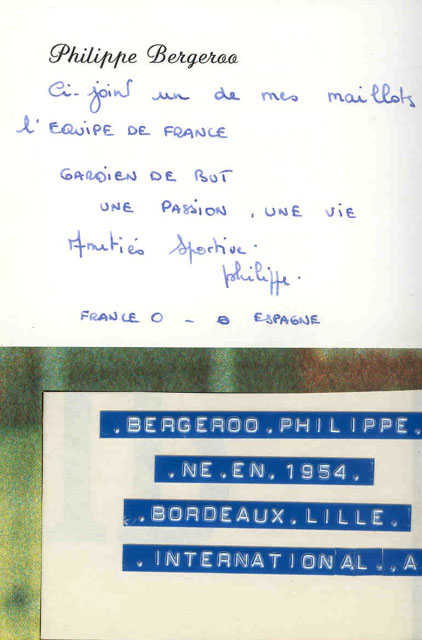 Philippe Bergeroo
Ci-joint un de mes maillots
l'EQUIPE DE FRANCE
GARDIEN DE BUT
UNE PASSION, UNE VIE
Amitiés Sportive.
philippe.
FRANCE 0 - 0 ESPAGNE
.BERGEROO.PHILIPPE.
.NE.EN.1954.
.BORDEAUX.LILLE.
.INTERNATIONAL..A